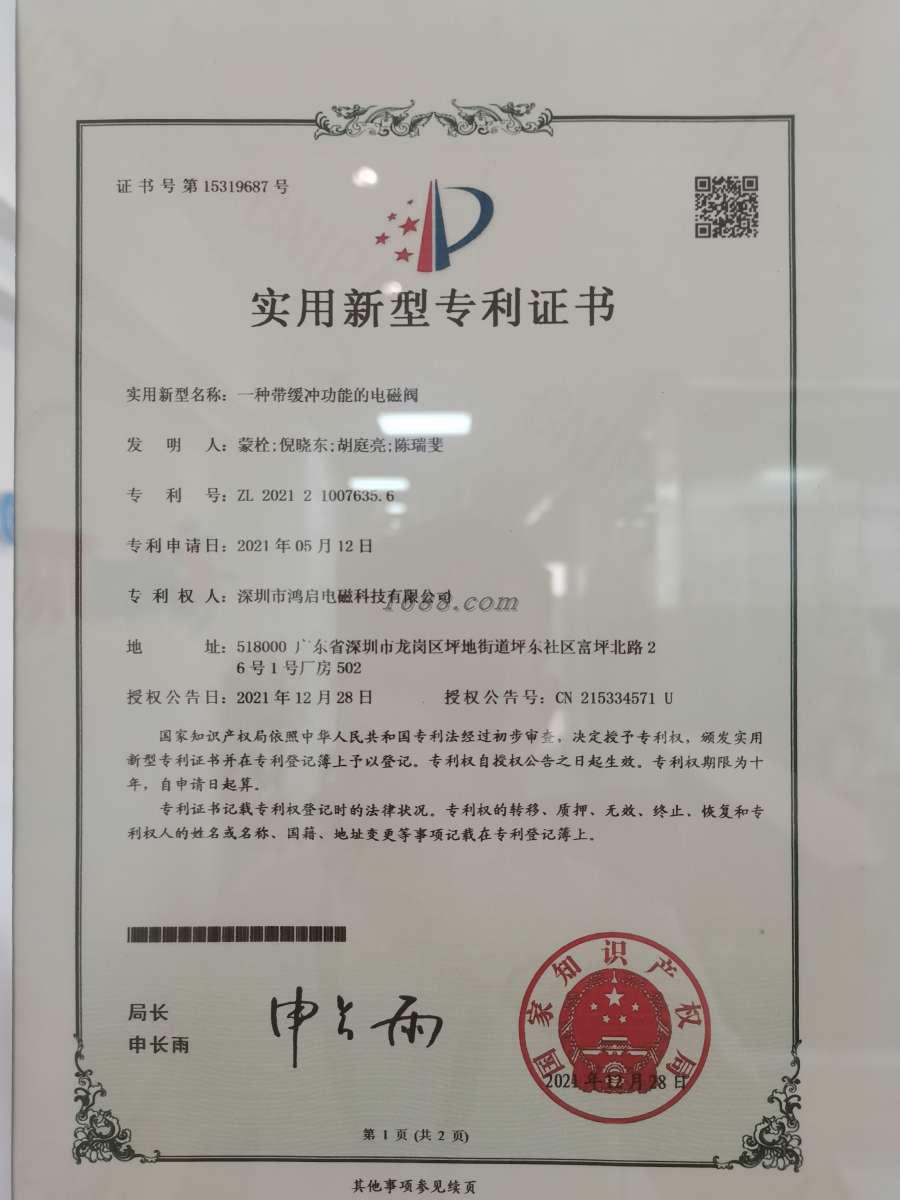 证书号第15319687号
实用新型专利证书
实用新型名称：一种带缓冲功能的电磁阀
发明人：蒙栓;倪晓东;胡庭亮;陈瑞斐
专利号：ZL 2021 2 1007635.6
专利申请日：2021年05月12日
专利权人：深圳市鸿启电磁科技有限公司
1688.com
地址：518000 广东省深圳市龙岗区坪地街道坪东社区富坪北路2
6号1号厂房502
授权公告日：2021年12月28日 授权公告号：CN 215334571 U
国家知识产权局依照中华人民共和国专利法经过初步审查，决定授予专利权，颁发实用
新型专利证书并在专利登记簿上予以登记。专利权自授权公告之日起生效。专利权期限为十
年，自申请日起算。
专利证书记载专利权登记时的法律状况。专利权的转移、质押、无效、终止、恢复和专
利权人的姓名或名称、国籍、地址变更等事项记载在专利登记簿上。
局长
申长雨
申长雨
国家知识产权局
2021年12月28日
第1页(共2页)
其他事项参见续页